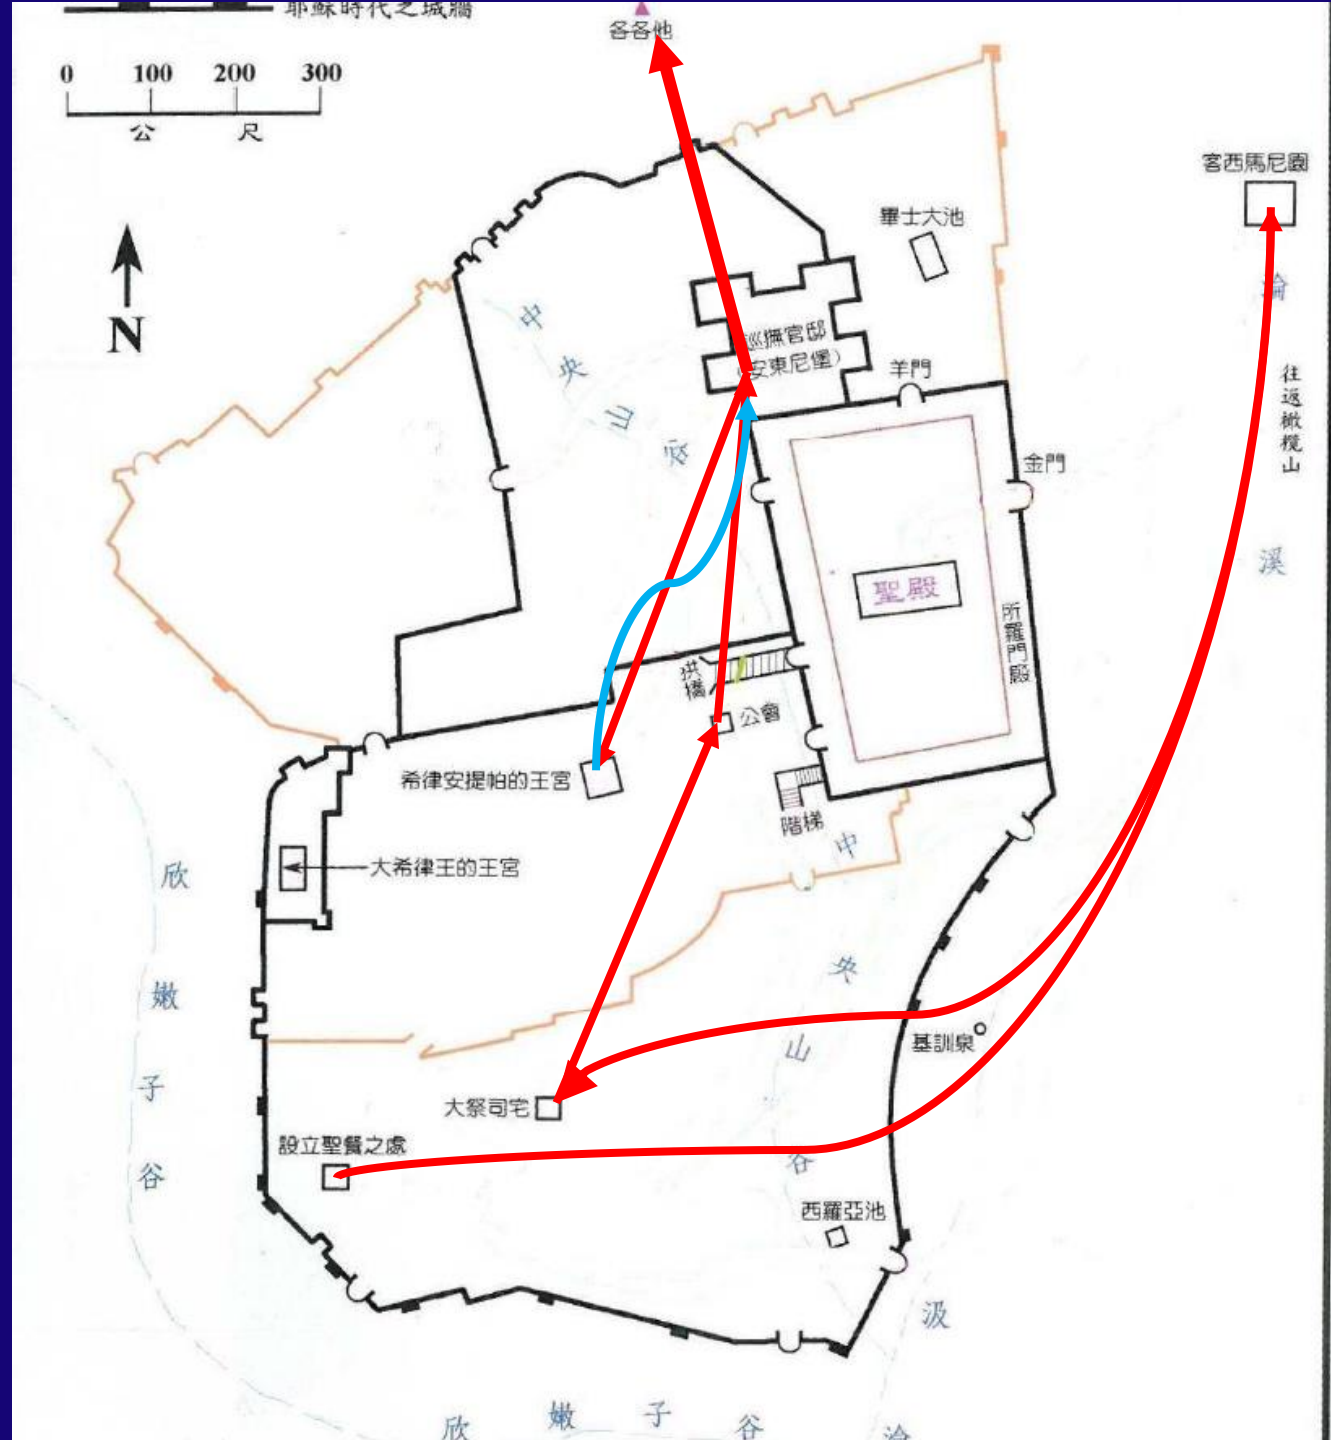 耶穌時代之城牆
各各他
0 100 200 300
公 尺
N
客西馬尼園
畢士大池
汲淪溪
往返橄欖山
中央山谷
巡撫官邸
(安東尼堡)
羊門
金門
聖殿
所羅門殿
拱橋
公會
希律安提帕的王宮
階梯
大希律王的王宮
中央山谷
欣嫩子谷
基訓泉
大祭司宅
設立聖餐之處
西羅亞池
汲
欣嫩子谷
淪